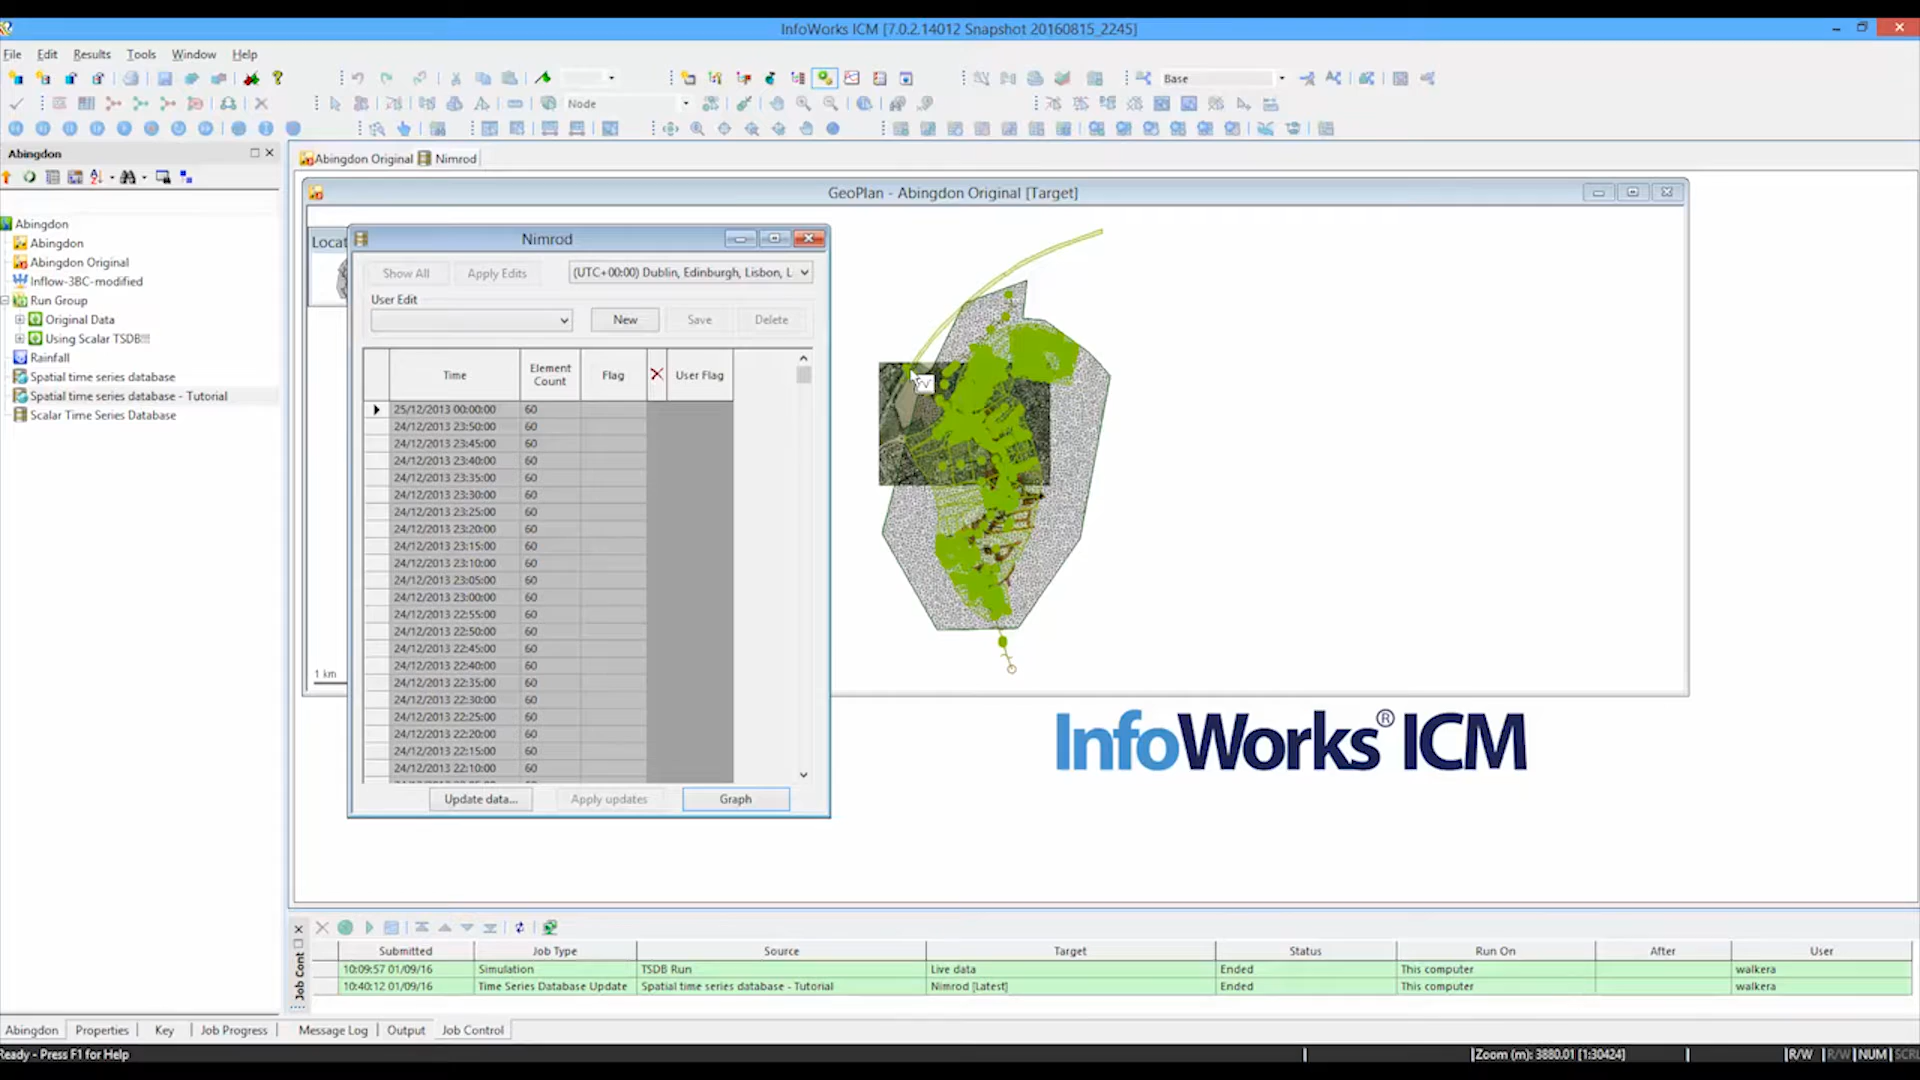 InfoWorks ICM [7.0.2.14012 Snapshot 20160815_2245]
File Edit Results Tools Window Help
Base
Node
Abingdon
Abingdon Original Nimrod
GeoPlan - Abingdon Original [Target]
Abingdon
Abingdon
Abingdon Original
Inflow-3BC-modified
Run Group
Original Data
Using Scalar TSDB!!!
Rainfall
Spatial time series database
Spatial time series database - Tutorial
Scalar Time Series Database
Locat
1 km
Nimrod
Show All Apply Edits (UTC+00:00) Dublin, Edinburgh, Lisbon, L
User Edit
New Save Delete
Time Element Count Flag User Flag
25/12/2013 00:00:00 60
24/12/2013 23:50:00 60
24/12/2013 23:45:00 60
24/12/2013 23:40:00 60
24/12/2013 23:35:00 60
24/12/2013 23:30:00 60
24/12/2013 23:25:00 60
24/12/2013 23:20:00 60
24/12/2013 23:15:00 60
24/12/2013 23:10:00 60
24/12/2013 23:05:00 60
24/12/2013 23:00:00 60
24/12/2013 22:55:00 60
24/12/2013 22:50:00 60
24/12/2013 22:45:00 60
24/12/2013 22:40:00 60
24/12/2013 22:35:00 60
24/12/2013 22:30:00 60
24/12/2013 22:25:00 60
24/12/2013 22:20:00 60
24/12/2013 22:15:00 60
24/12/2013 22:10:00 60
Update data... Apply updates Graph
InfoWorks® ICM
Job Cont
Submitted Job Type Source Target Status Run On After User
10:09:57 01/09/16 Simulation TSDB Run Live data Ended This computer walkera
10:40:12 01/09/16 Time Series Database Update Spatial time series database - Tutorial Nimrod [Latest] Ended This computer walkera
Abingdon Properties Key Job Progress Message Log Output Job Control
Ready - Press F1 for Help Zoom (m): 3880.01 [1:30424] R/W R/W NUM SCRL